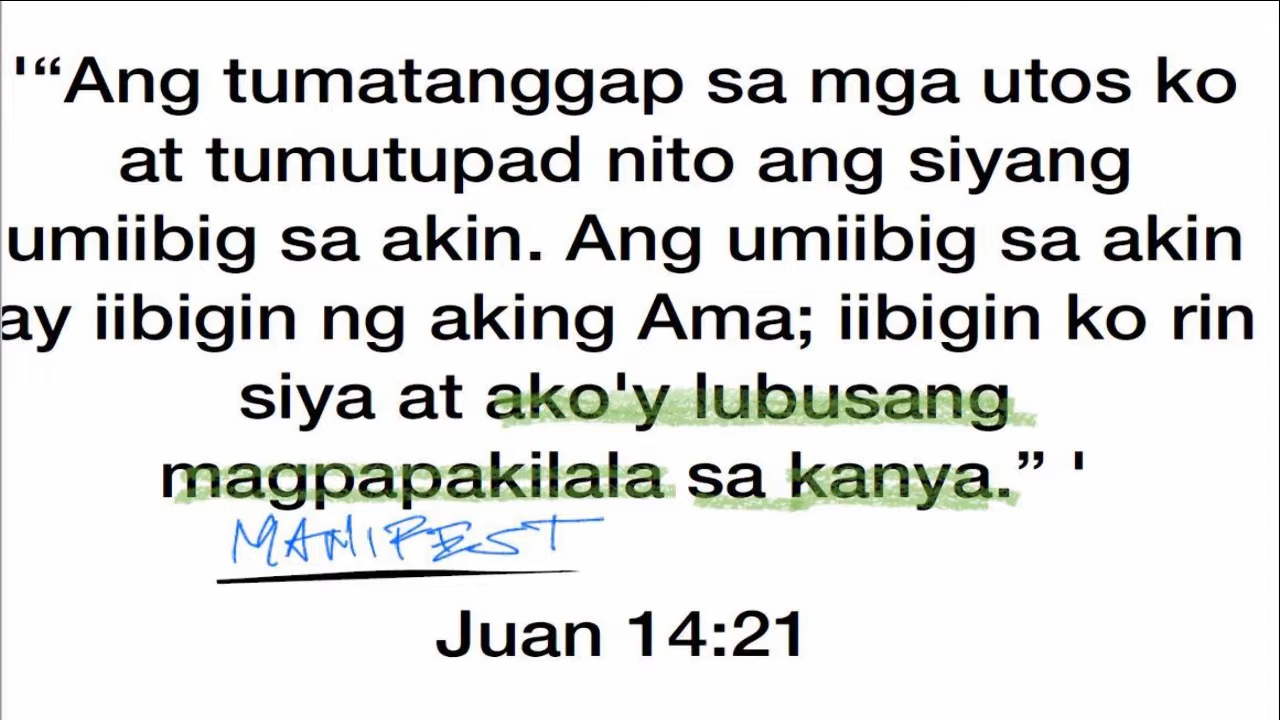 '“Ang tumatanggap sa mga utos ko
at tumutupad nito ang siyang
umiibig sa akin. Ang umiibig sa akin
ay iibigin ng aking Ama; iibigin ko rin
siya at ako'y lubusang
magpapakilala sa kanya.” '
MANIFEST
Juan 14:21